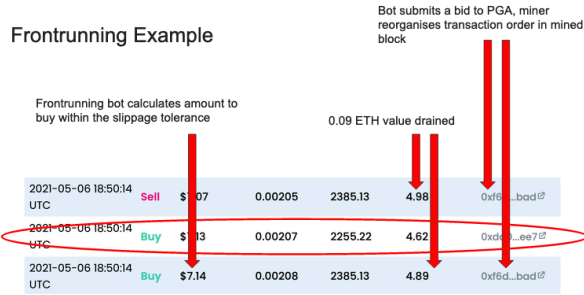 Bot submits a bid to PGA, miner
reorganises transaction order in mined
block
Frontrunning Example
Frontrunning bot calculates amount to
buy within the slippage tolerance
0.09 ETH value drained
2021-05-06 18:50:14 Sell 0.00205 2385.13 4.98
UTC
2021-05-06 18:50:14 Buy 0.00207 2255.22 4.62
UTC
2021-05-06 18:50:14 Buy $7.14 0.00208 2385.13 4.89 0xf6d...bad
UTC